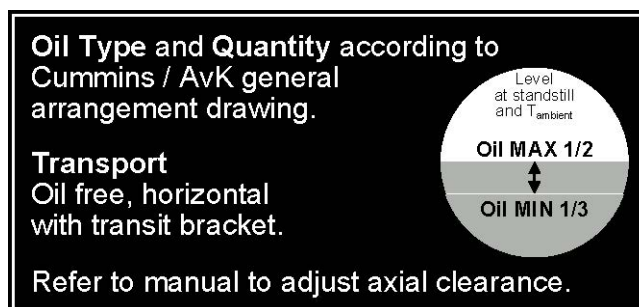 Oil Type and Quantity according to
Cummins / AvK general
arrangement drawing.
Level
at standstill
and Tambient
Oil MAX 1/2
Oil MIN 1/3
Transport
Oil free, horizontal
with transit bracket.
Refer to manual to adjust axial clearance.